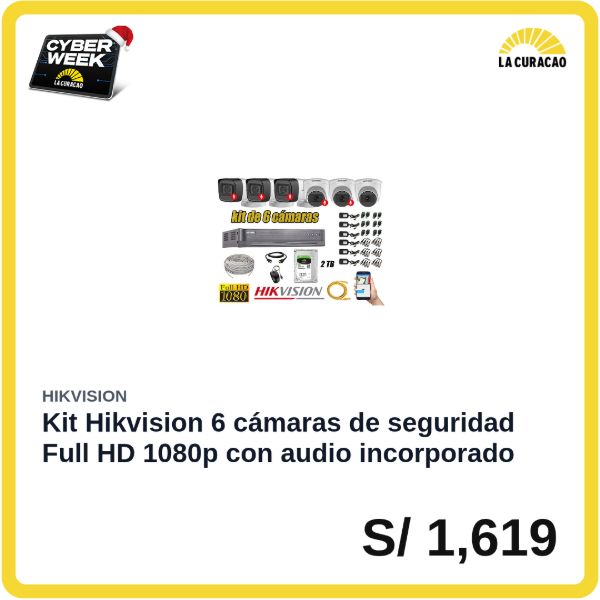 CYBER
WEEK
LA CURACAO
LA CURACAO
kit de 6 cámaras
2 TB
Full HD
1080
HIKVISION
HIKVISION
Kit Hikvision 6 cámaras de seguridad
Full HD 1080p con audio incorporado
S/ 1,619